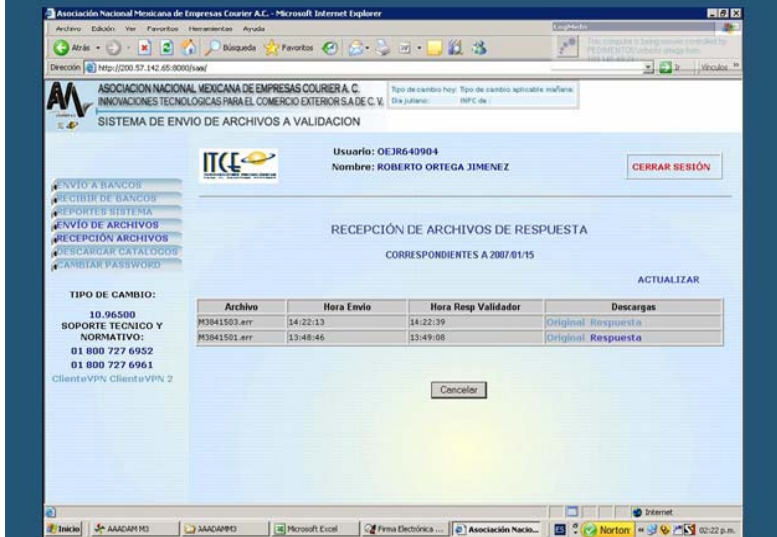 Asociación Nacional Mexicana de Empresas Courier A.C. - Microsoft Internet Explorer
Archivo Edición Ver Favoritos Herramientas Ayuda
Atrás Búsqueda Favoritos
Dirección http://200.57.142.65:8080/saai/ Ir Vínculos
ASOCIACION NACIONAL MEXICANA DE EMPRESAS COURIER A. C.
INNOVACIONES TECNOLOGICAS PARA EL COMERCIO EXTERIOR S.A DE C. V.
SISTEMA DE ENVIO DE ARCHIVOS A VALIDACION
Tipo de cambio hoy: Tipo de cambio aplicable mañana:
Dia juliano: INPC de :
ITCE
Usuario: OEJR640904
Nombre: ROBERTO ORTEGA JIMENEZ
CERRAR SESIÓN
ENVÍO A BANCOS
RECIBIR DE BANCOS
REPORTES SISTEMA
ENVÍO DE ARCHIVOS
RECEPCIÓN ARCHIVOS
DESCARGAR CATALOGOS
CAMBIAR PASSWORD
TIPO DE CAMBIO:
10.96500
SOPORTE TECNICO Y
NORMATIVO:
01 800 727 6952
01 800 727 6961
ClienteVPN ClienteVPN 2
RECEPCIÓN DE ARCHIVOS DE RESPUESTA
CORRESPONDIENTES A 2007/01/15
ACTUALIZAR
Archivo Hora Envio Hora Resp Validador Descargas
M3841503.err 14:22:13 14:22:39 Original Respuesta
M3841501.err 13:48:46 13:49:08 Original Respuesta
Cancelar
Internet
Inicio AAADAM M3 AAADAMM3 Microsoft Excel Firma Electrónica ... Asociación Nacio... ES Norton 02:22 p.m.